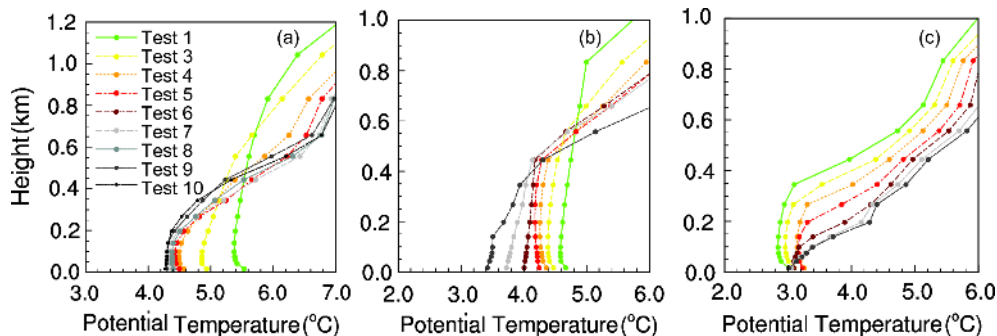 1.2
1.0
0.8
0.6
0.4
0.2
0.0
Height(km)
(a)
Test 1
Test 3
Test 4
Test 5
Test 6
Test 7
Test 8
Test 9
Test 10
3.0 4.0 5.0 6.0 7.0
Potential Temperature(°C)
1.0
0.8
0.6
0.4
0.2
0.0
(b)
2.0 3.0 4.0 5.0 6.0
Potential Temperature(°C)
1.0
0.8
0.6
0.4
0.2
0.0
(c)
2.0 3.0 4.0 5.0 6.0
Potential Temperature(°C)